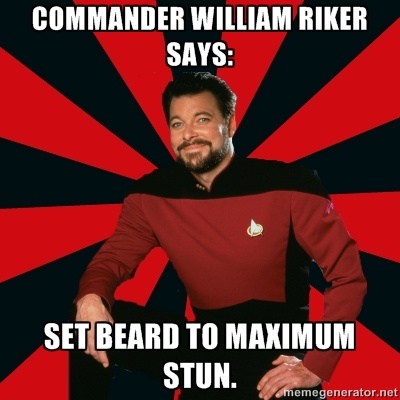 COMMANDER WILLIAM RIKER
SAYS:
SET BEARD TO MAXIMUM
STUN.
memegenerator.net